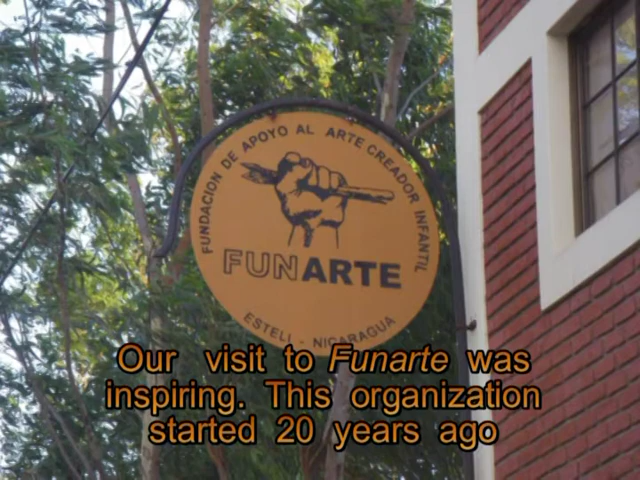 FUNDACION DE APOYO AL ARTE CREADOR INFANTIL
FUNARTE
ESTELI - NICARAGUA
Our visit to Funarte was
inspiring. This organization
started 20 years ago